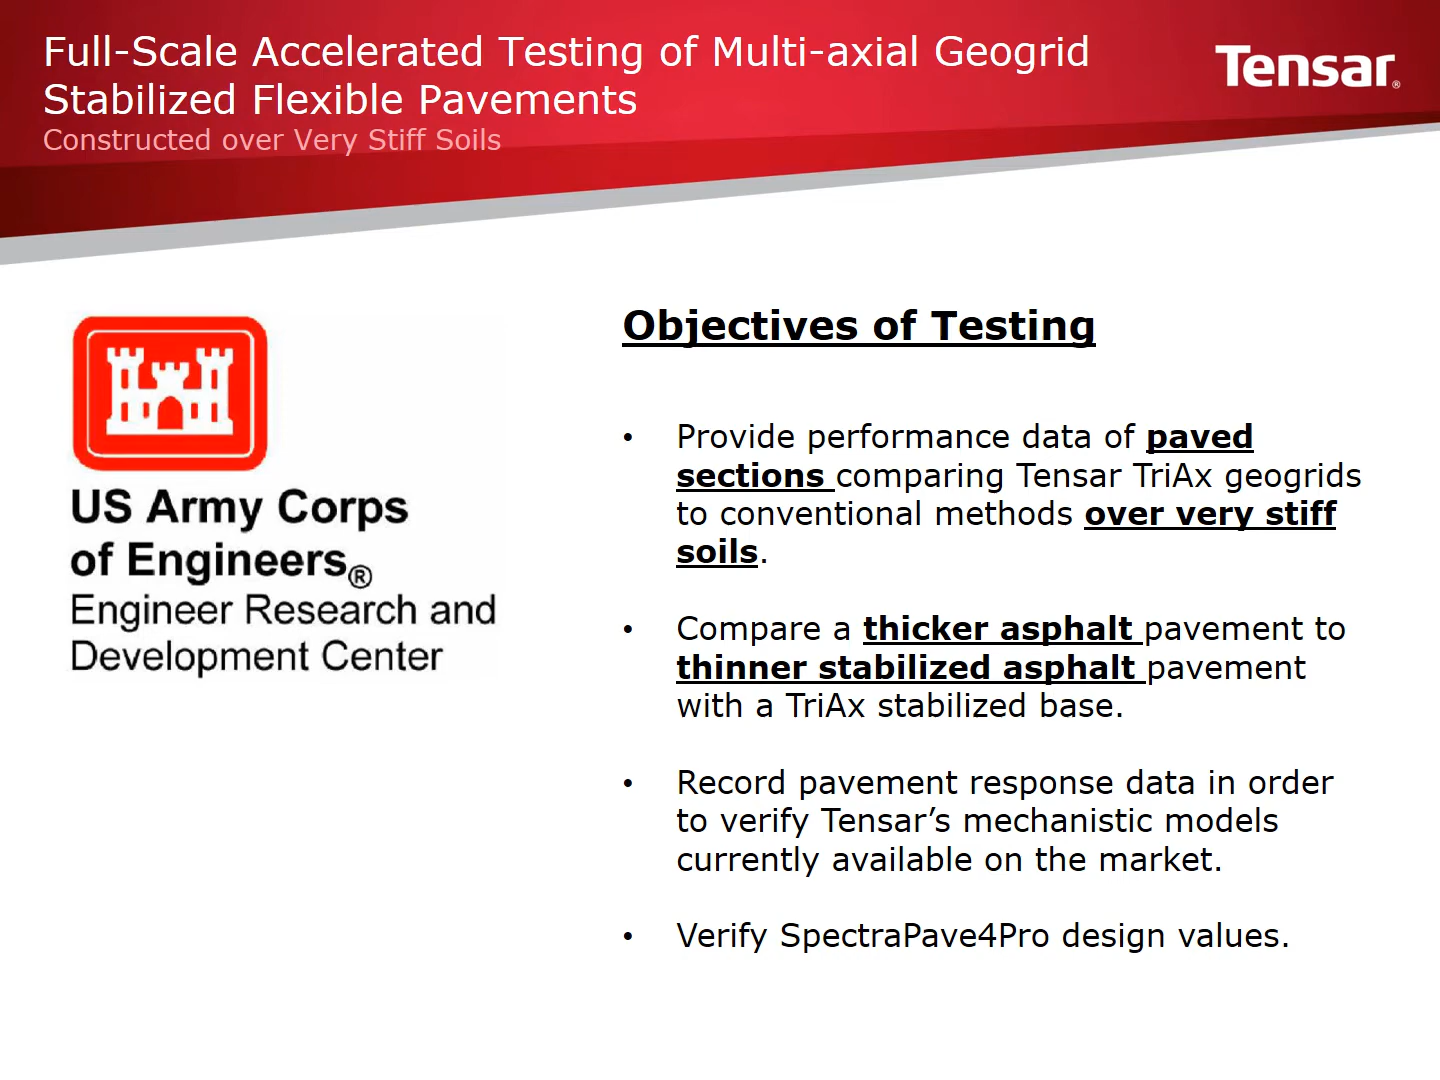 Full-Scale Accelerated Testing of Multi-axial Geogrid
Stabilized Flexible Pavements
Constructed over Very Stiff Soils
Tensar®
US Army Corps
of Engineers®
Engineer Research and
Development Center
Objectives of Testing
• Provide performance data of paved
sections comparing Tensar TriAx geogrids
to conventional methods over very stiff
soils.
• Compare a thicker asphalt pavement to
thinner stabilized asphalt pavement
with a TriAx stabilized base.
• Record pavement response data in order
to verify Tensar’s mechanistic models
currently available on the market.
• Verify SpectraPave4Pro design values.